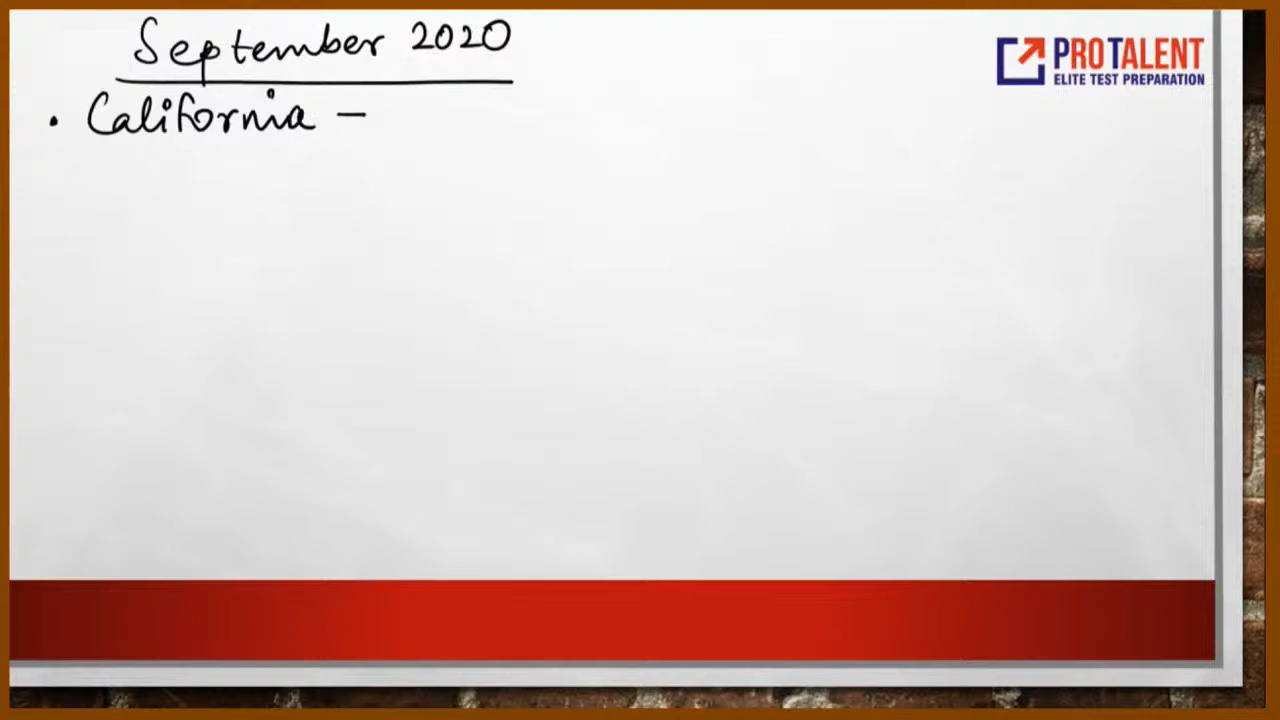 September 2020
PROTALENT
ELITE TEST PREPARATION
. California -